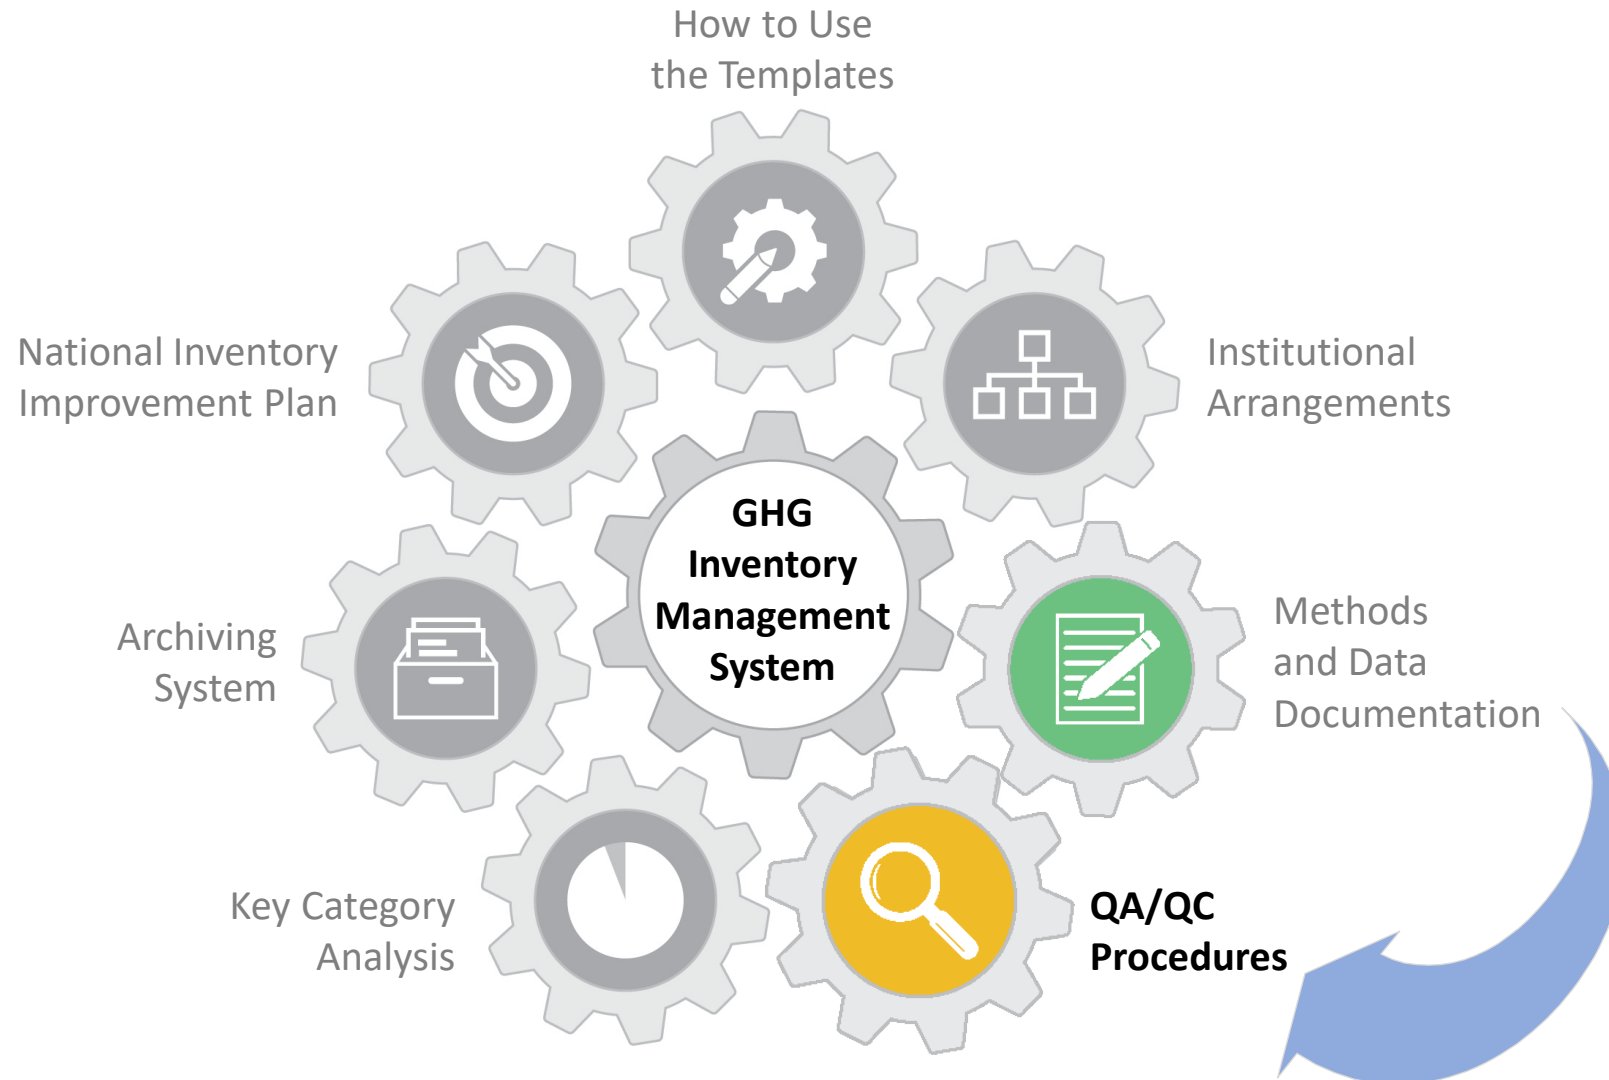 How to Use
the Templates
National Inventory
Improvement Plan
Institutional
Arrangements
GHG
Inventory
Management
System
Archiving
System
Methods
and Data
Documentation
Key Category
Analysis
QA/QC
Procedures